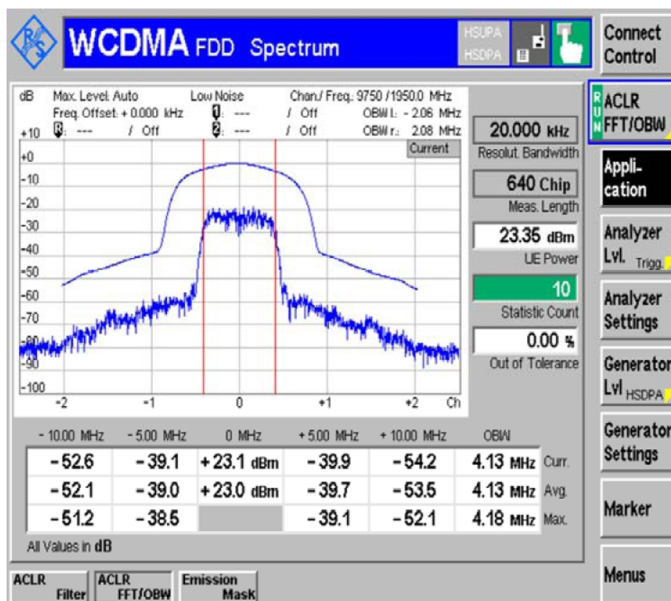 R&S
WCDMA FDD Spectrum
HSUPA
HSDPA
Connect
Control
dB Max. Level: Auto Low Noise Chan./ Freq.: 9750 /1950.0 MHz
Freq. Offset: + 0.000 kHz 1: --- / Off OBW l.: - 2.06 MHz
R: --- / Off 2: --- / Off OBW r.: 2.08 MHz
Current
+10
+0
-10
-20
-30
-40
-50
-60
-70
-80
-90
-100
-2 -1 0 +1 +2 Ch
20.000 kHz
Resolut. Bandwidth
640 Chip
Meas. Length
23.35 dBm
UE Power
10
Statistic Count
0.00 %
Out of Tolerance
RUN
ACLR
FFT/OBW
Appli-
cation
Analyzer
Lvl. Trigg.
Analyzer
Settings
Generator
Lvl HSDPA
Generator
Settings
Marker
Menus
- 10.00 MHz - 5.00 MHz 0 MHz + 5.00 MHz + 10.00 MHz OBW
- 52.6 - 39.1 + 23.1 dBm - 39.9 - 54.2 4.13 MHz Curr.
- 52.1 - 39.0 + 23.0 dBm - 39.7 - 53.5 4.13 MHz Avg.
- 51.2 - 38.5 - 39.1 - 52.1 4.18 MHz Max.
All Values in dB
ACLR
Filter
ACLR
FFT/OBW
Emission
Mask